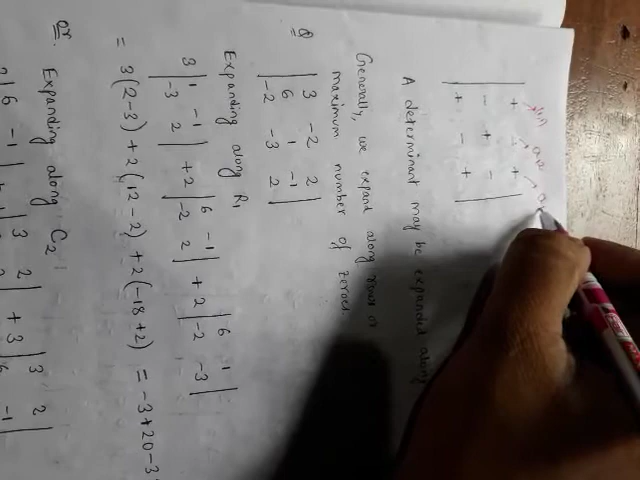 | + - + |
| - + - |
| + - + |
A determinant may be expanded along
Generally, we expand along rows or
maximum number of zeroes.
Q | 3 -2 2 |
| 6 1 -1 |
| -2 -3 2 |
Expanding along R1
3 | 1 -1 | + 2 | 6 -1 | + 2 | 6 1 |
| -3 2 | | -2 2 | | -2 -3 |
= 3(2-3) + 2(12-2) + 2(-18+2) = -3+20-3
or Expanding along C2